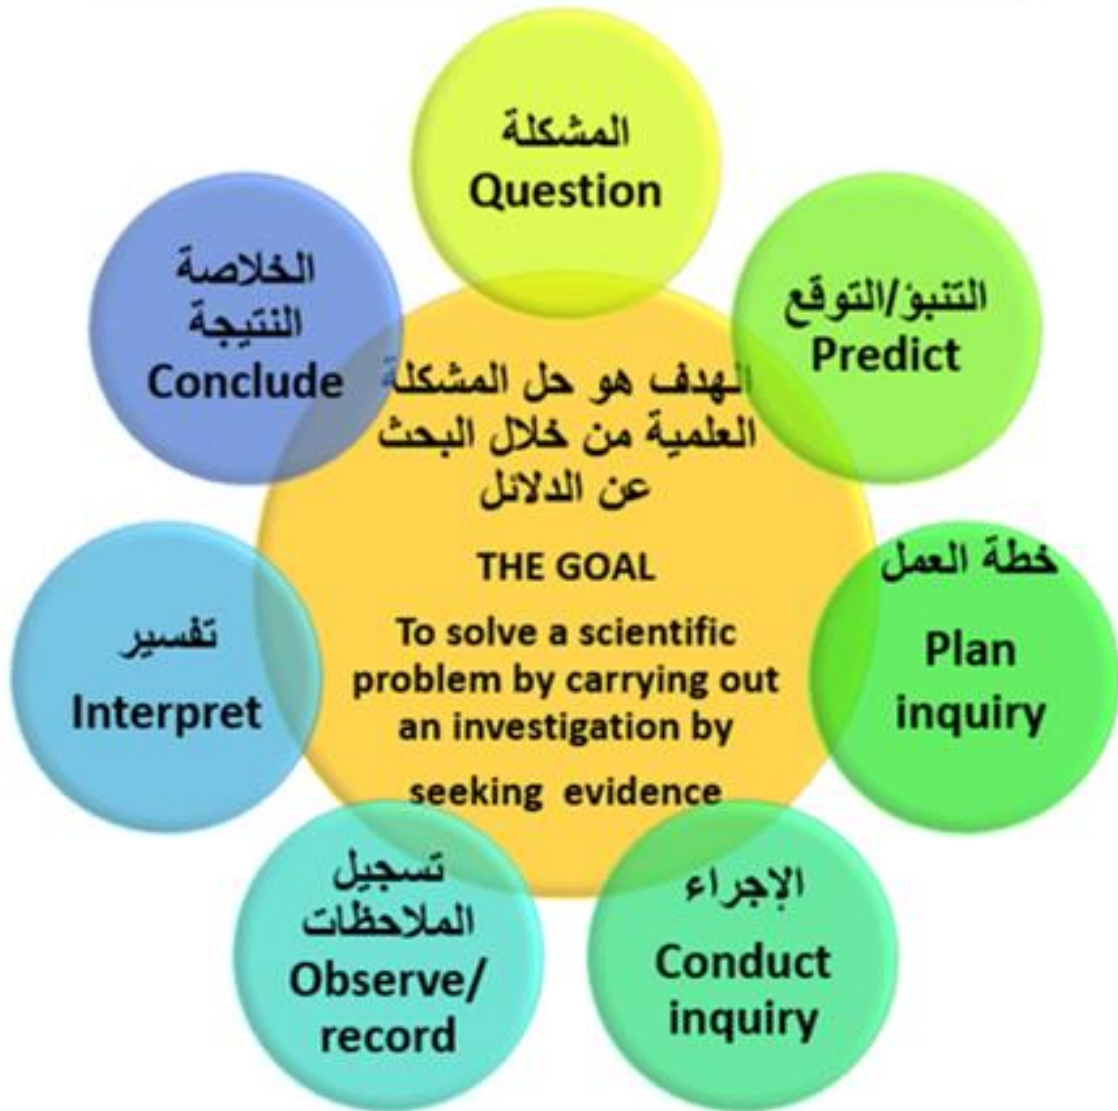 المشكلة
Question
التنبؤ/التوقع
Predict
خطة العمل
Plan
inquiry
الإجراء
Conduct
inquiry
تسجيل
الملاحظات
Observe/
record
تفسير
Interpret
الخلاصة
النتيجة
Conclude
الهدف هو حل المشكلة
العلمية من خلال البحث
عن الدلائل
THE GOAL
To solve a scientific
problem by carrying out
an investigation by
seeking evidence